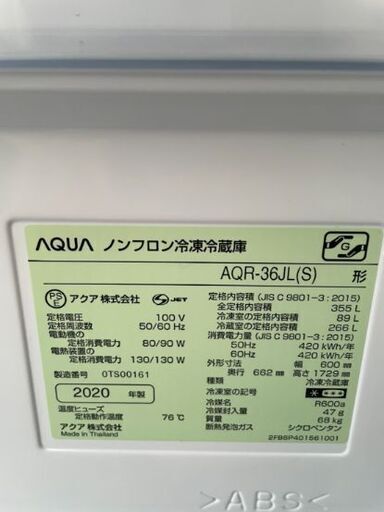 AQUA ノンフロン冷凍冷蔵庫
G
AQR-36JL(S) 形
PS E アクア株式会社 JET
定格電圧 100 V
定格周波数 50/60 Hz
電動機の
定格消費電力 80/90 W
電熱装置の
定格消費電力 130/130 W
製造番号 0TS00161
2020 年製
温度ヒューズ
定格動作温度 76℃
アクア株式会社
Made in Thailand
定格内容積 (JIS C 9801-3:2015)
全定格内容積 355 L
冷凍室の定格内容積 89 L
冷蔵室の定格内容積 266 L
消費電力量 (JIS C 9801-3:2015)
50Hz 420 kWh/年
60Hz 420 kWh/年
外形寸法 幅 600 mm
奥行 662 mm 高さ 1729 mm
種類 冷凍冷蔵庫
冷凍室の記号
冷媒名 R600a
冷媒封入量 47 g
質量 68 kg
断熱発泡ガス シクロペンタン
2FB6P401561001
>ABS<